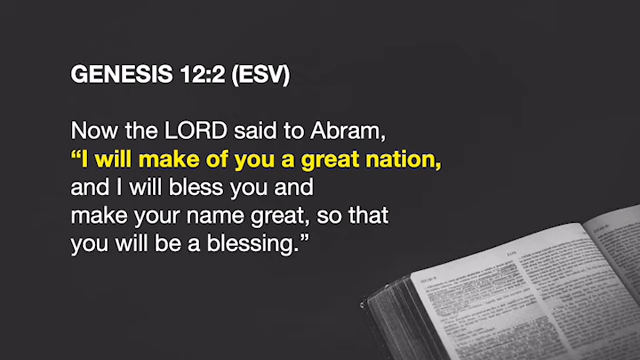 GENESIS 12:2 (ESV)
Now the LORD said to Abram,
“I will make of you a great nation,
and I will bless you and
make your name great, so that
you will be a blessing.”